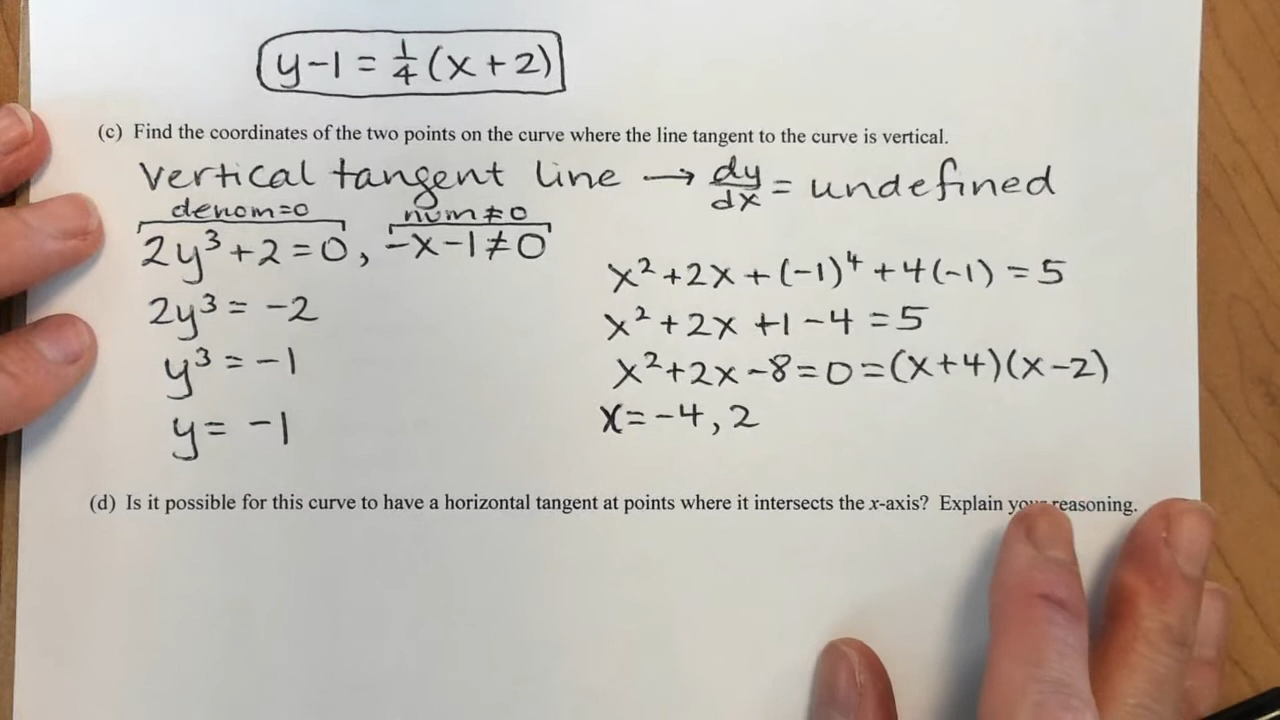 y-1 = 1/4 (x+2)
(c) Find the coordinates of the two points on the curve where the line tangent to the curve is vertical.
vertical tangent line → dy/dx = undefined
denom=0 num≠0
2y³+2=0, -x-1≠0
2y³ = -2
y³ = -1
y = -1
x²+2x+(-1)⁴+4(-1) = 5
x²+2x+1-4=5
x²+2x-8=0=(x+4)(x-2)
x=-4, 2
(d) Is it possible for this curve to have a horizontal tangent at points where it intersects the x-axis? Explain your reasoning.